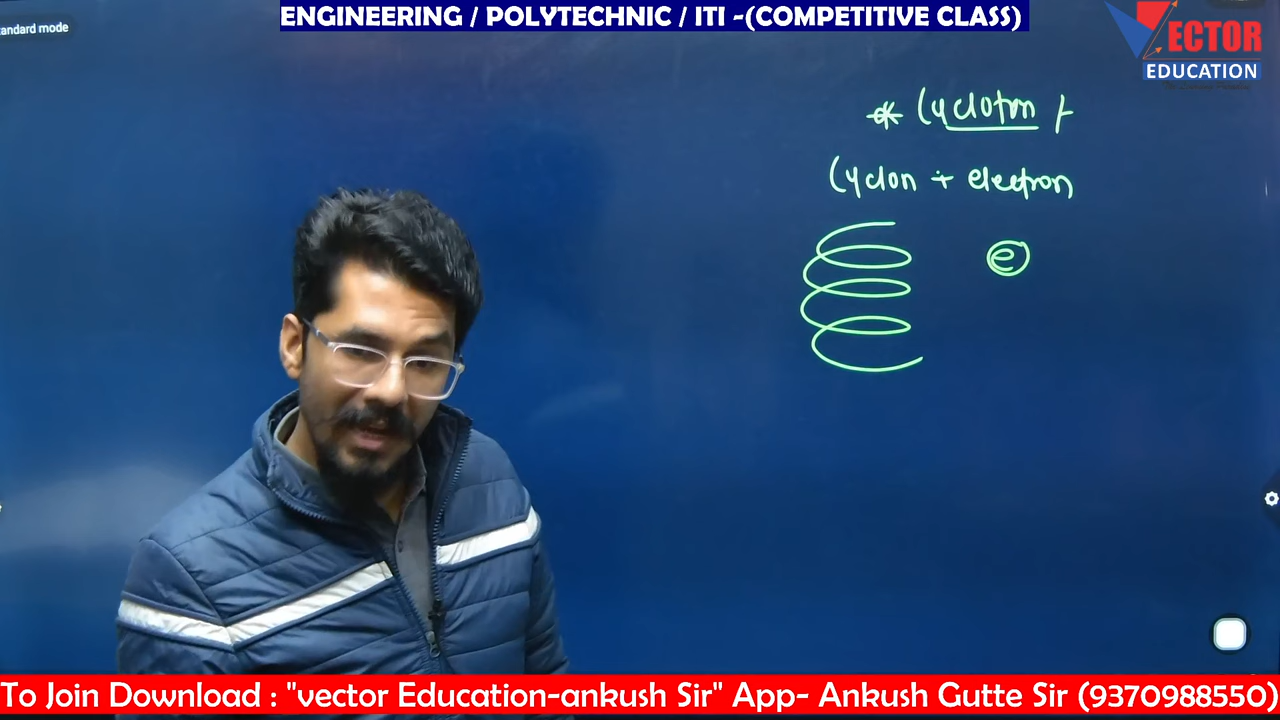 ENGINEERING / POLYTECHNIC / ITI -(COMPETITIVE CLASS)
andard mode
VECTOR
EDUCATION
* Cyclotron
Cyclon + electron
e
To Join Download : "vector Education-ankush Sir" App- Ankush Gutte Sir (9370988550)